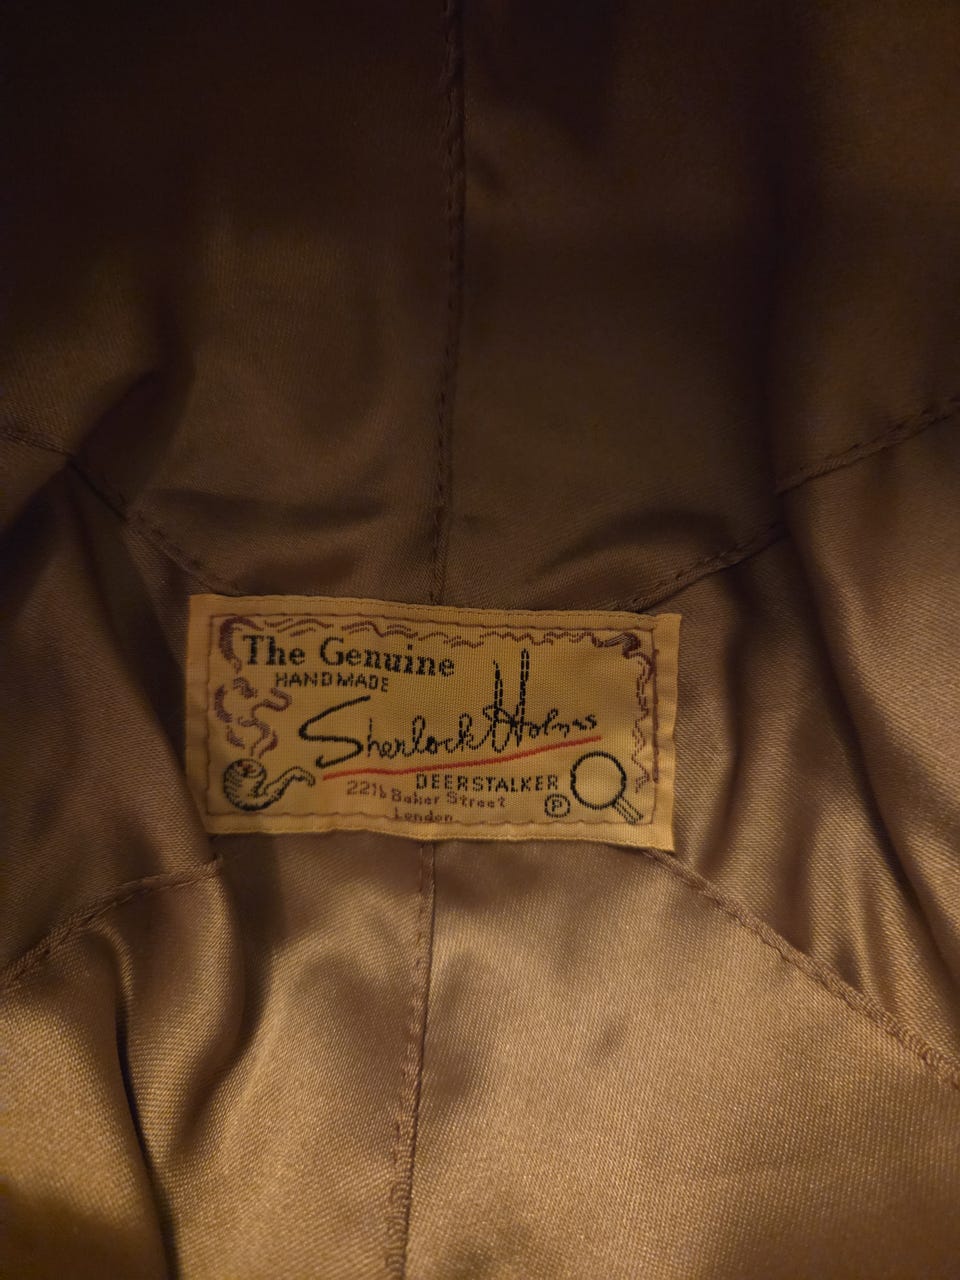 The Genuine
HANDMADE
Sherlock Holmes
DEERSTALKER
221b Baker Street
London
Ⓟ